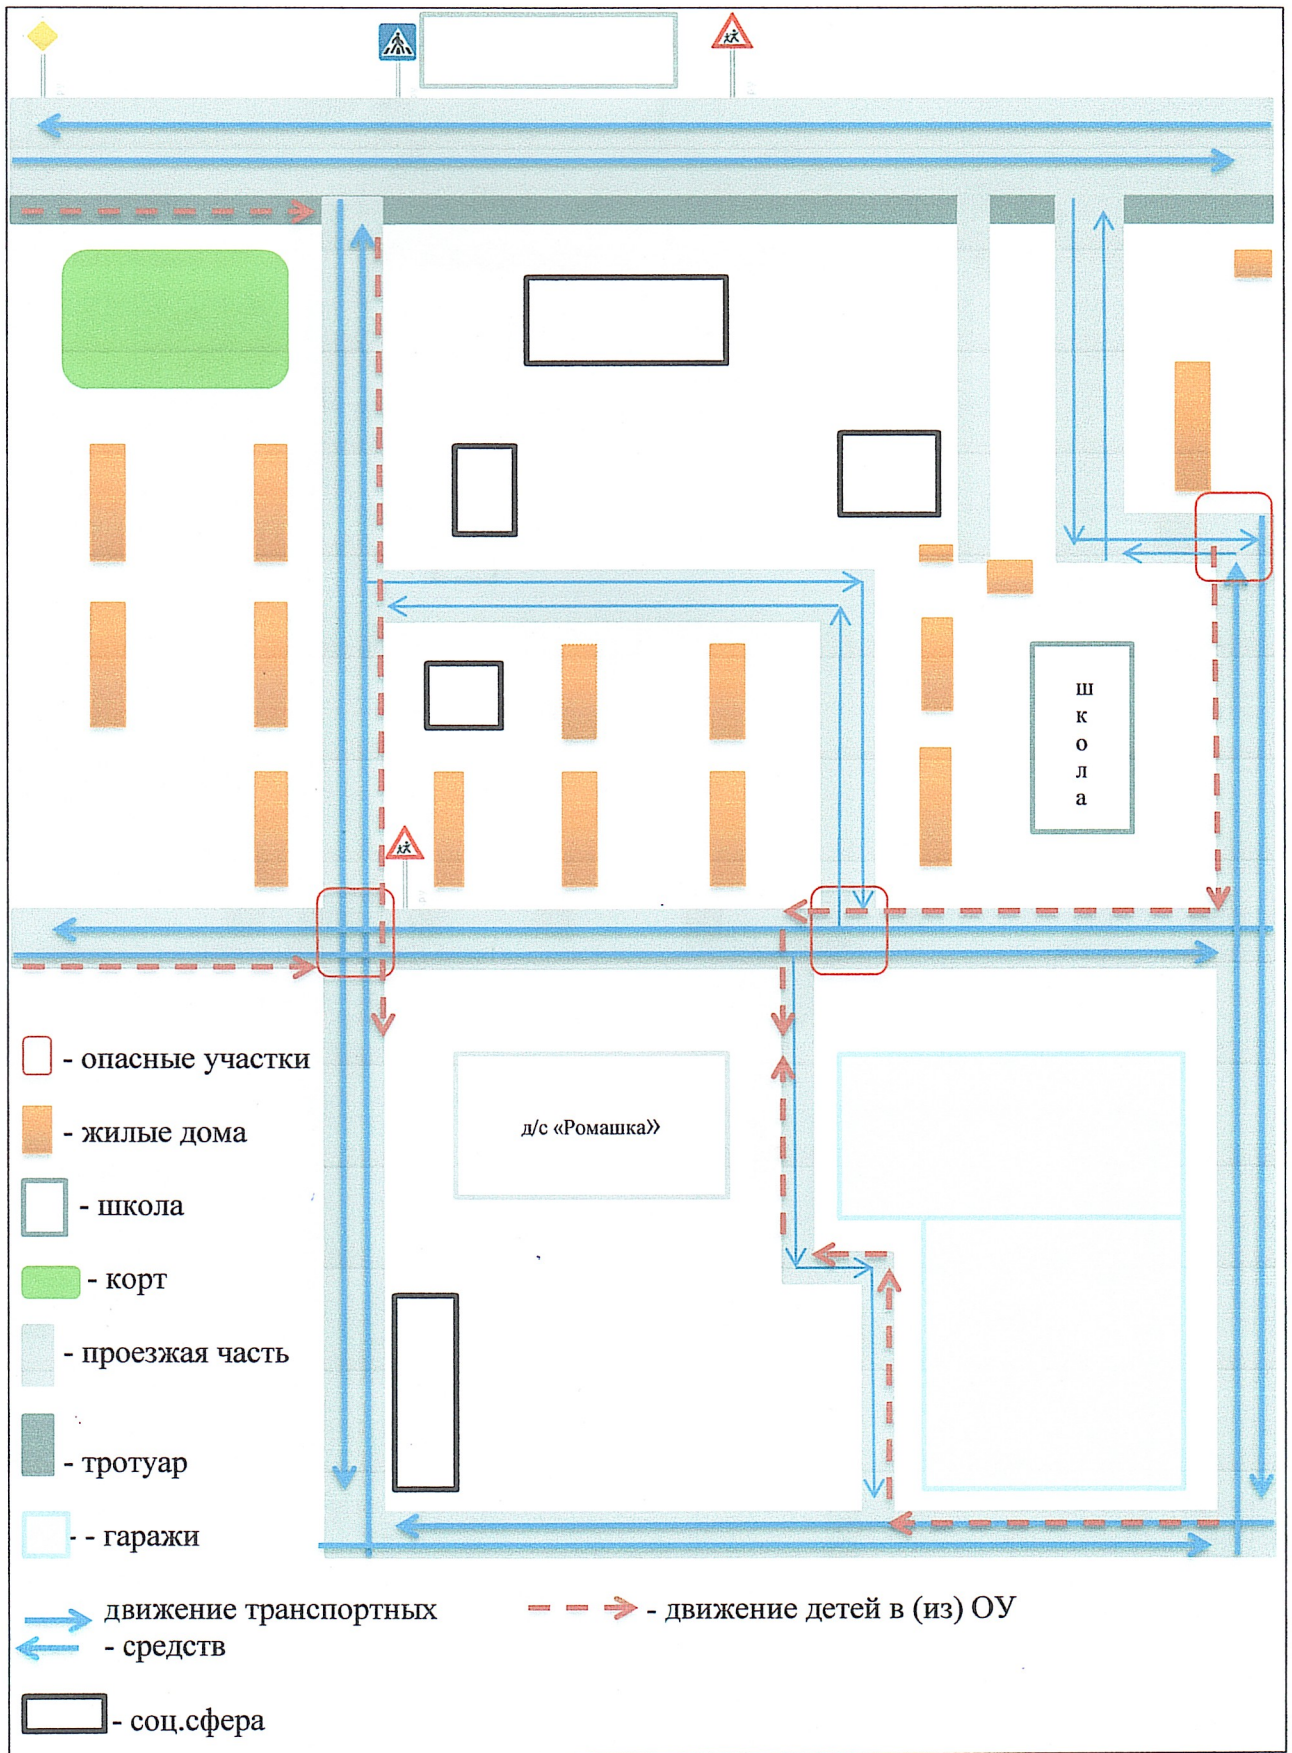 ш
к
о
л
а
д/с «Ромашка»
- опасные участки
- жилые дома
- школа
- корт
- проезжая часть
- тротуар
- - гаражи
движение транспортных
- средств
- движение детей в (из) ОУ
- соц.сфера